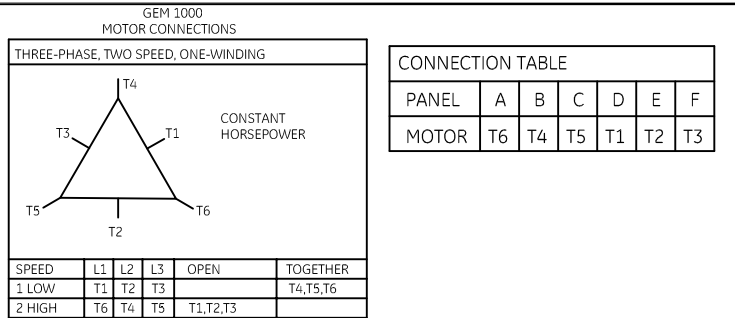 GEM 1000
MOTOR CONNECTIONS
THREE-PHASE, TWO SPEED, ONE-WINDING
T4
T3
T1
CONSTANT
HORSEPOWER
T5
T6
T2
SPEED L1 L2 L3 OPEN TOGETHER
1 LOW T1 T2 T3 T4,T5,T6
2 HIGH T6 T4 T5 T1,T2,T3
CONNECTION TABLE
PANEL A B C D E F
MOTOR T6 T4 T5 T1 T2 T3